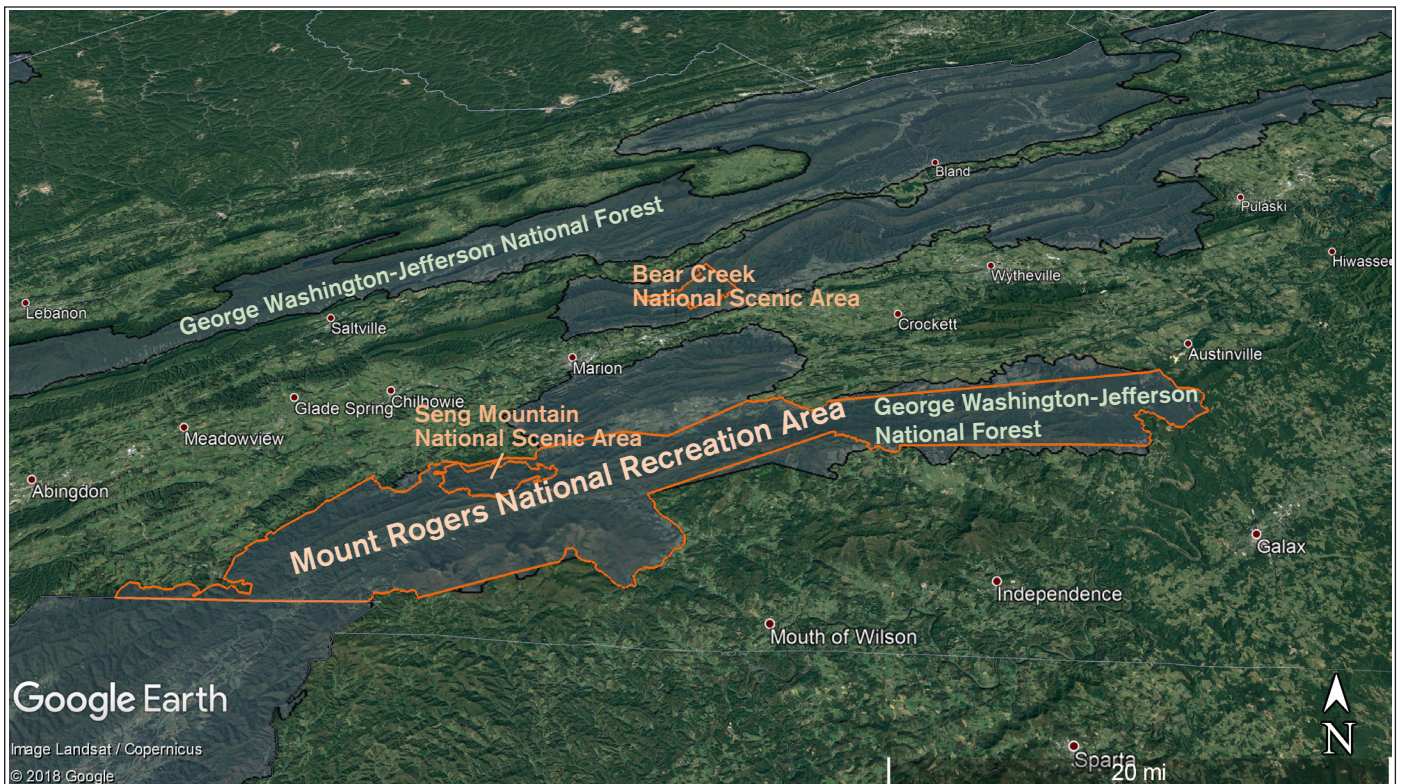 Bland
Pulaski
George Washington-Jefferson National Forest
Bear Creek
National Scenic Area
Wytheville
Hiwassee
Lebanon
Saltville
Crockett
Marion
Austinville
Glade Spring
Chilhowie
Seng Mountain
National Scenic Area
George Washington-Jefferson
National Forest
Mount Rogers National Recreation Area
Meadowview
Abingdon
Galax
Independence
Mouth of Wilson
Google Earth
Image Landsat / Copernicus
© 2018 Google
N
Sparta
20 mi